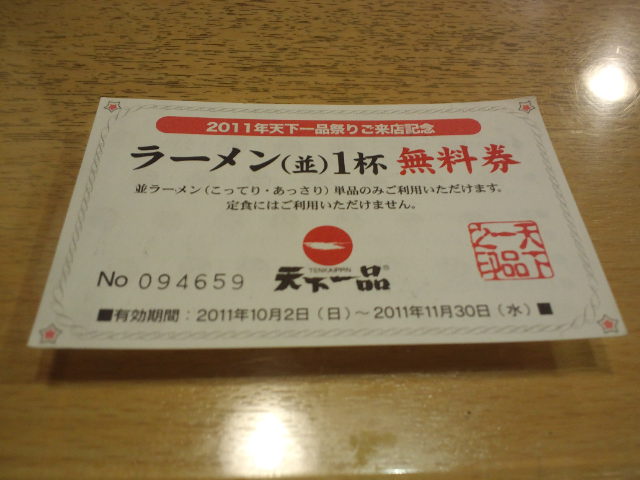 2011年天下一品祭りご来店記念
ラーメン(並)1杯 無料券
並ラーメン(こってり・あっさり)単品のみご利用いただけます。
定食にはご利用いただけません。
No 094659
TENKAIPPIN
天下一品®
天下一品之印
■有効期間：2011年10月2日(日)～2011年11月30日(水)■